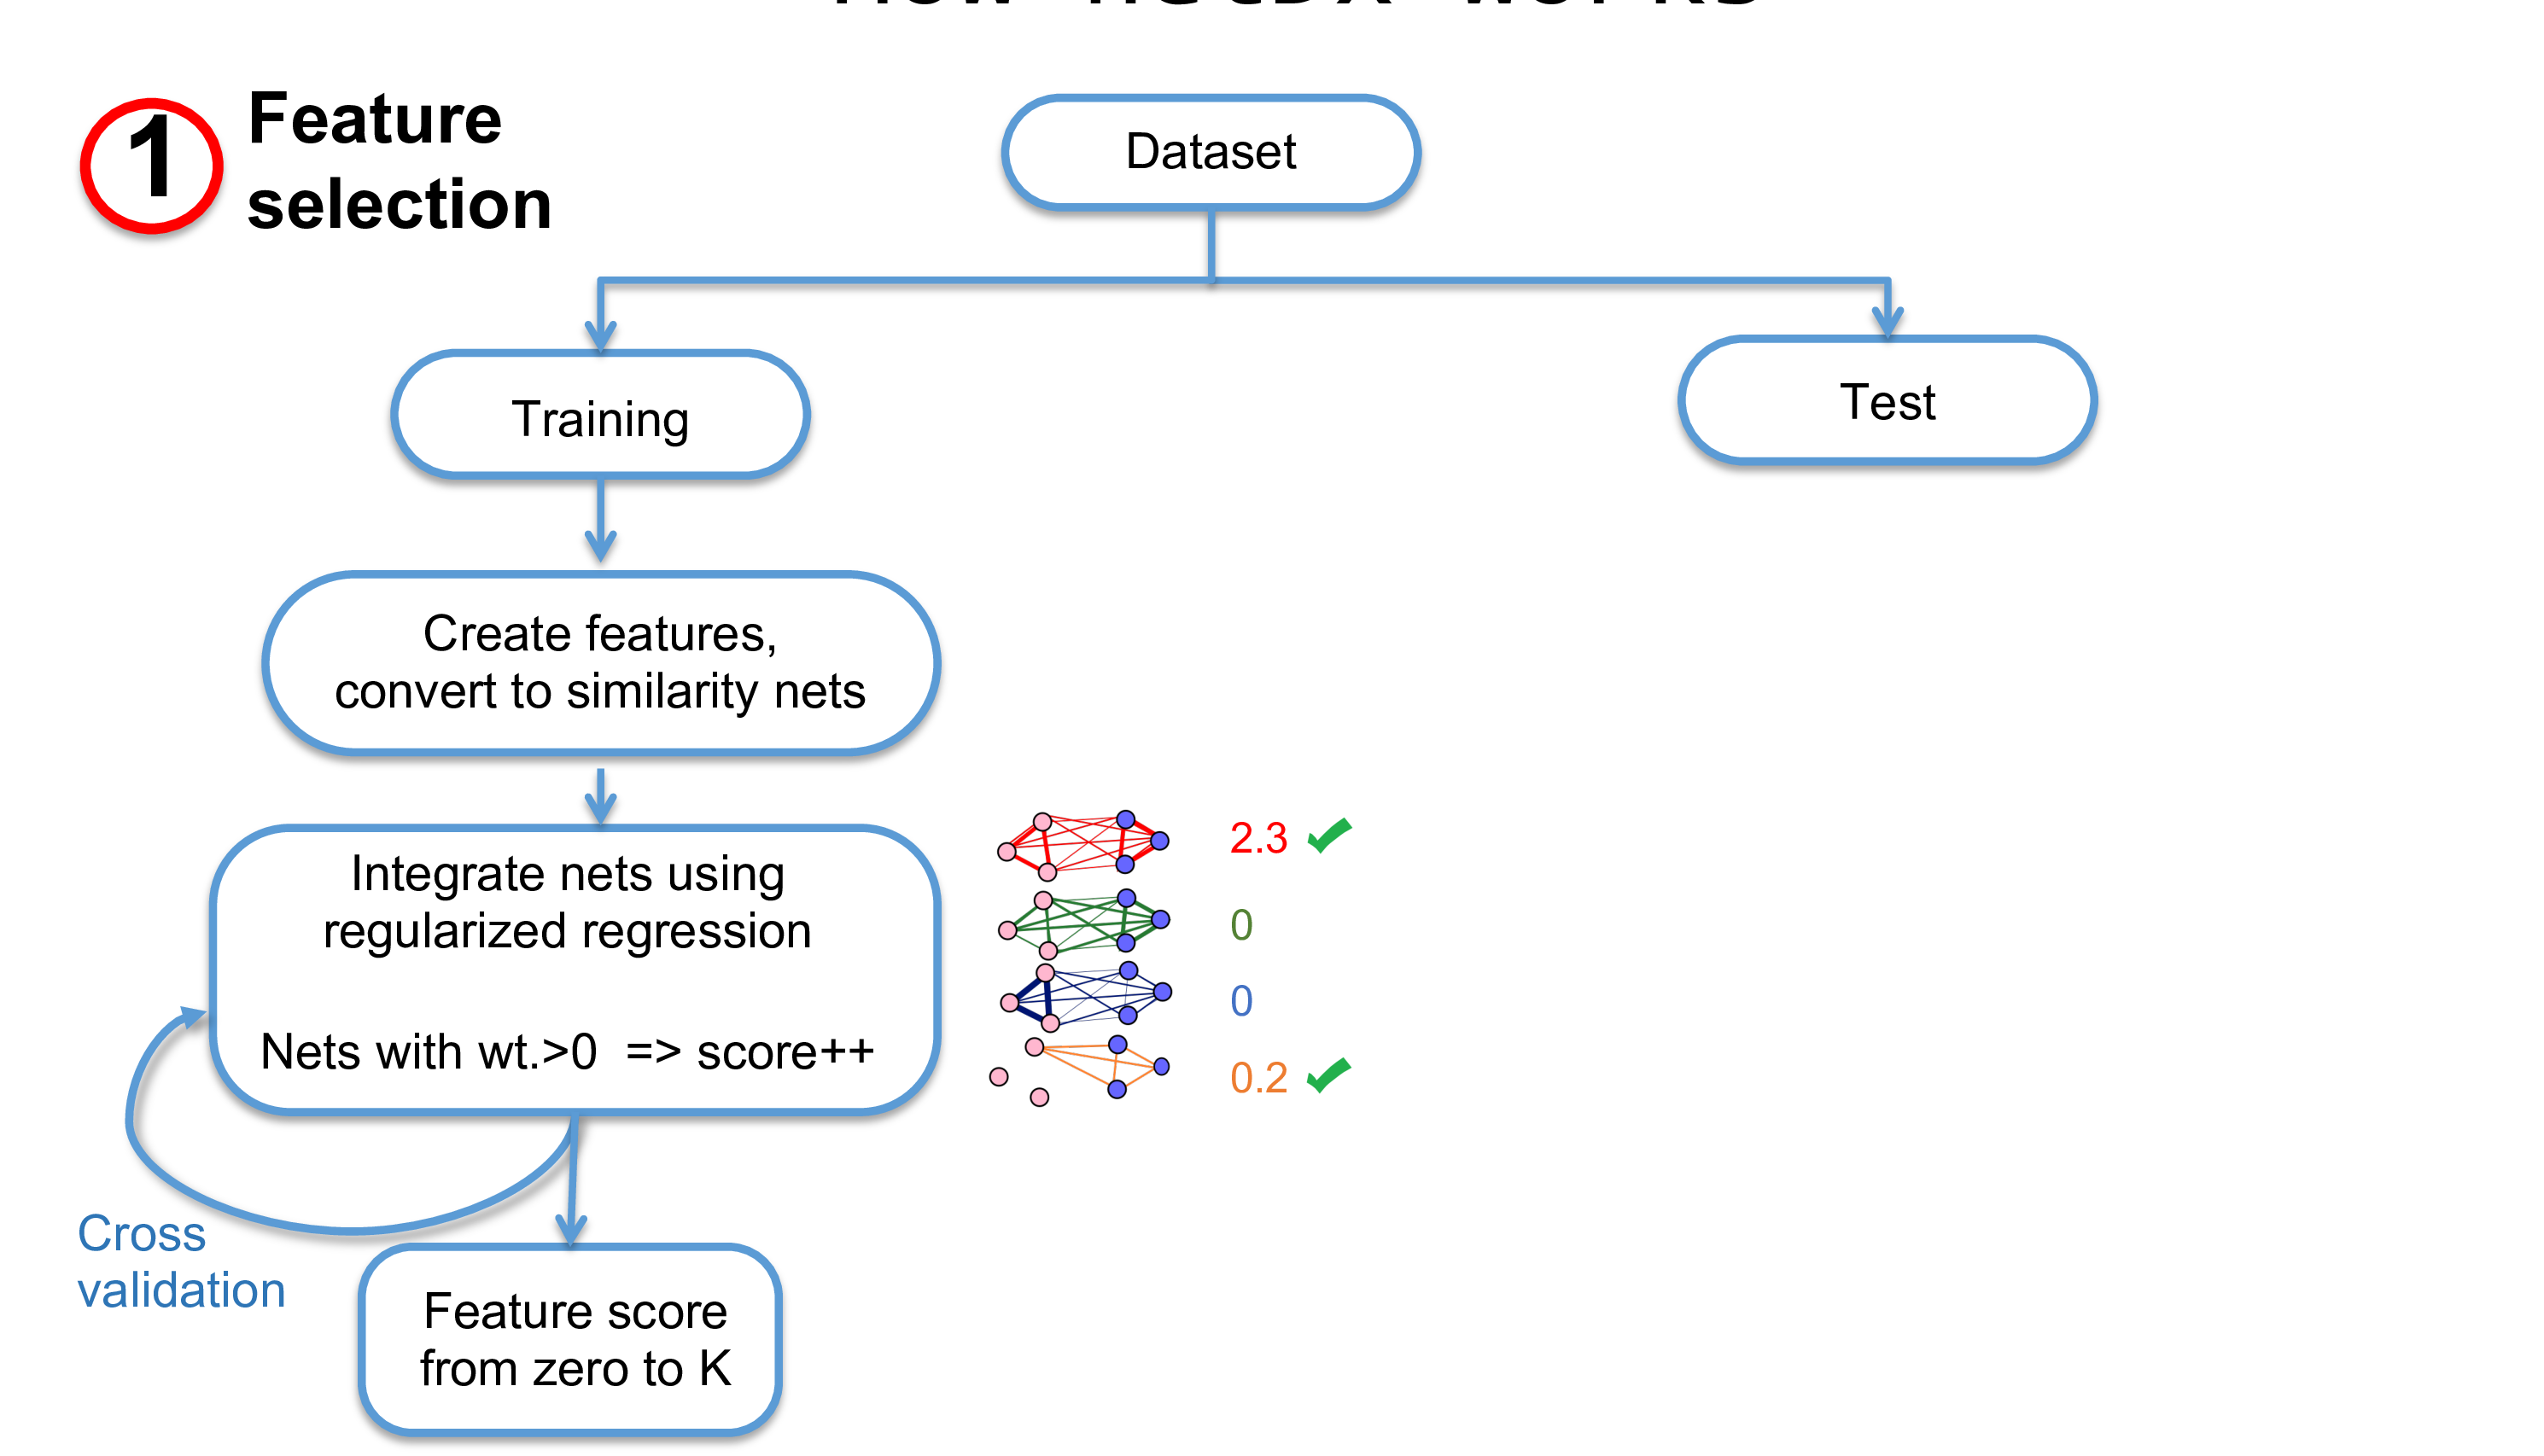 1
Feature
selection
Dataset
Training
Test
Create features,
convert to similarity nets
Integrate nets using
regularized regression
Nets with wt.>0 => score++
2.3
0
0
0.2
Cross
validation
Feature score
from zero to K